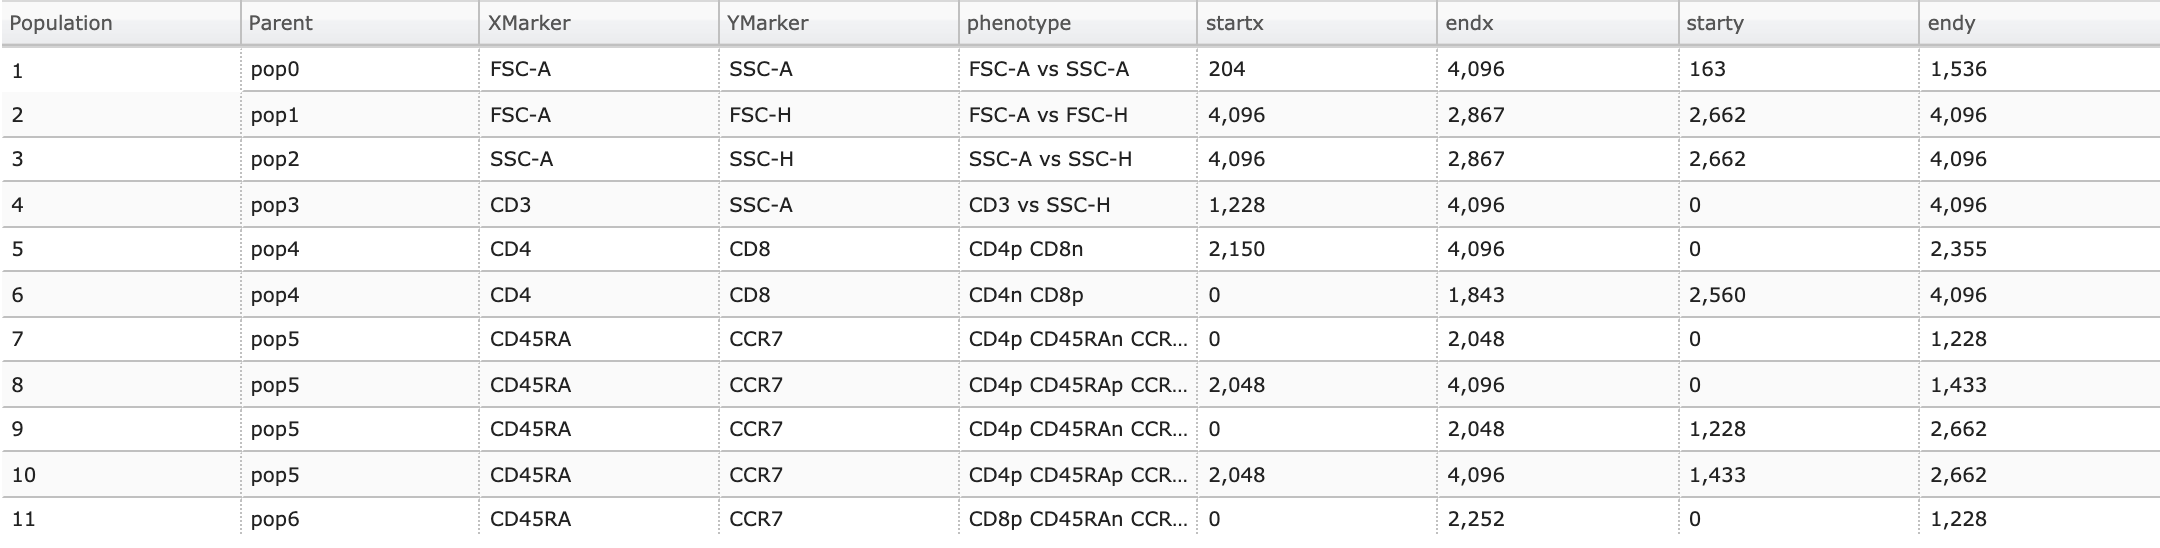 Population Parent XMarker YMarker phenotype startx endx starty endy
1 pop0 FSC-A SSC-A FSC-A vs SSC-A 204 4,096 163 1,536
2 pop1 FSC-A FSC-H FSC-A vs FSC-H 4,096 2,867 2,662 4,096
3 pop2 SSC-A SSC-H SSC-A vs SSC-H 4,096 2,867 2,662 4,096
4 pop3 CD3 SSC-A CD3 vs SSC-H 1,228 4,096 0 4,096
5 pop4 CD4 CD8 CD4p CD8n 2,150 4,096 0 2,355
6 pop4 CD4 CD8 CD4n CD8p 0 1,843 2,560 4,096
7 pop5 CD45RA CCR7 CD4p CD45RAn CCR... 0 2,048 0 1,228
8 pop5 CD45RA CCR7 CD4p CD45RAp CCR... 2,048 4,096 0 1,433
9 pop5 CD45RA CCR7 CD4p CD45RAn CCR... 0 2,048 1,228 2,662
10 pop5 CD45RA CCR7 CD4p CD45RAp CCR... 2,048 4,096 1,433 2,662
11 pop6 CD45RA CCR7 CD8p CD45RAn CCR... 0 2,252 0 1,228